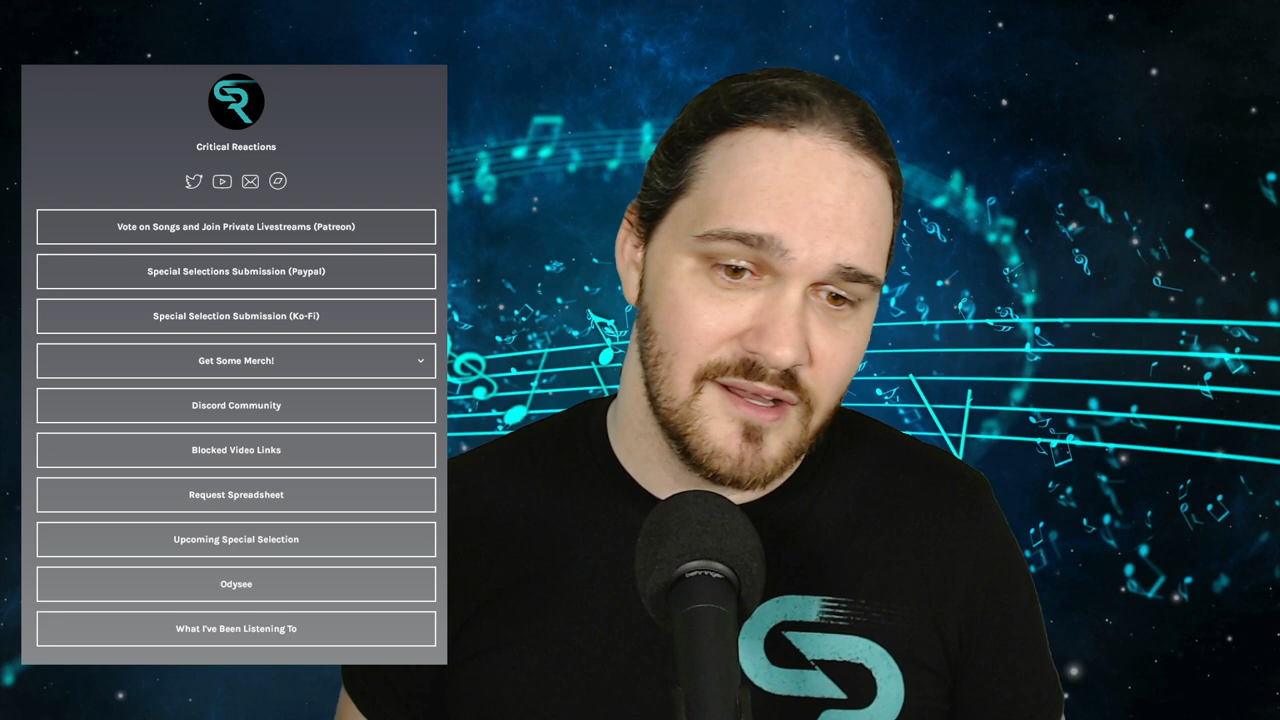 Critical Reactions
Vote on Songs and Join Private Livestreams (Patreon)
Special Selections Submission (Paypal)
Special Selection Submission (Ko-Fi)
Get Some Merch!
Discord Community
Blocked Video Links
Request Spreadsheet
Upcoming Special Selection
Odysee
What I've Been Listening To
behringer